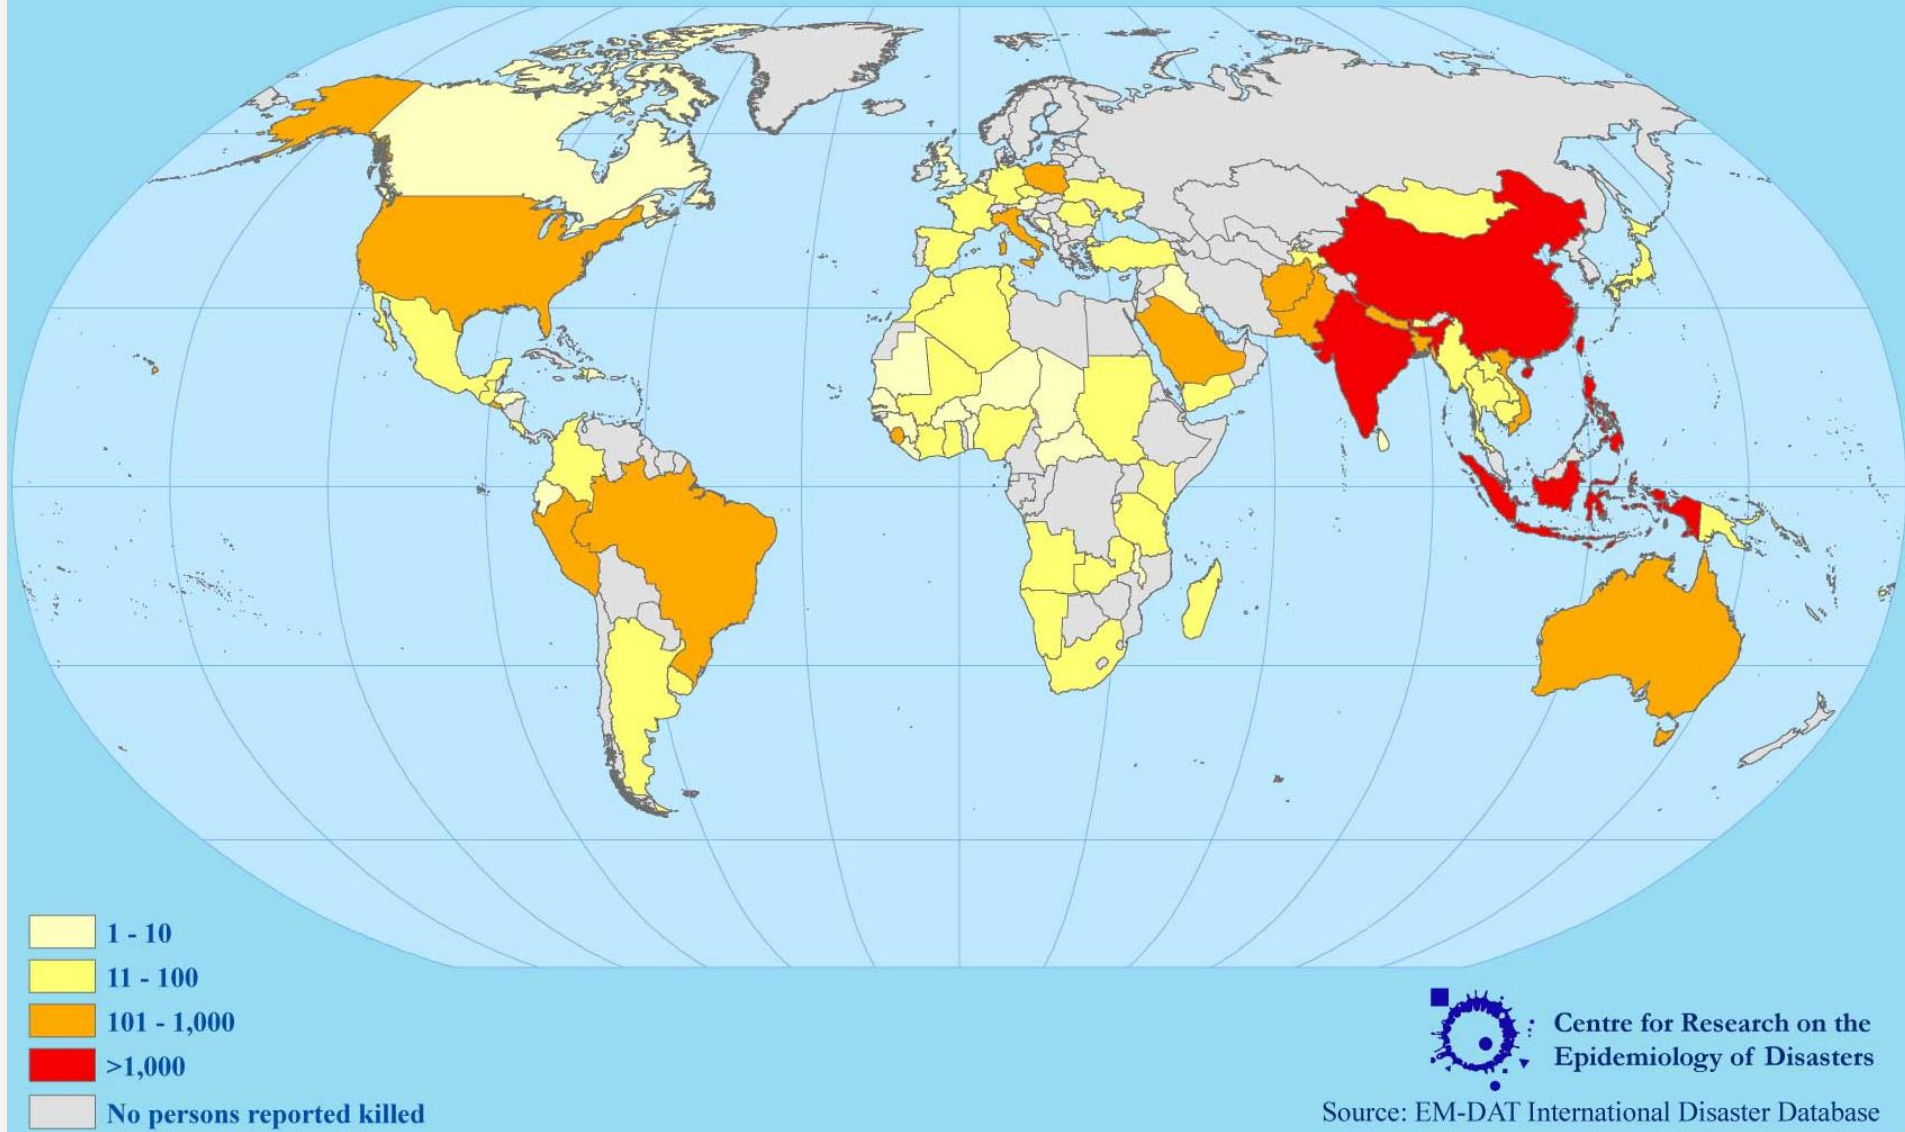 1 - 10
11 - 100
101 - 1,000
>1,000
No persons reported killed
Centre for Research on the
Epidemiology of Disasters
Source: EM-DAT International Disaster Database